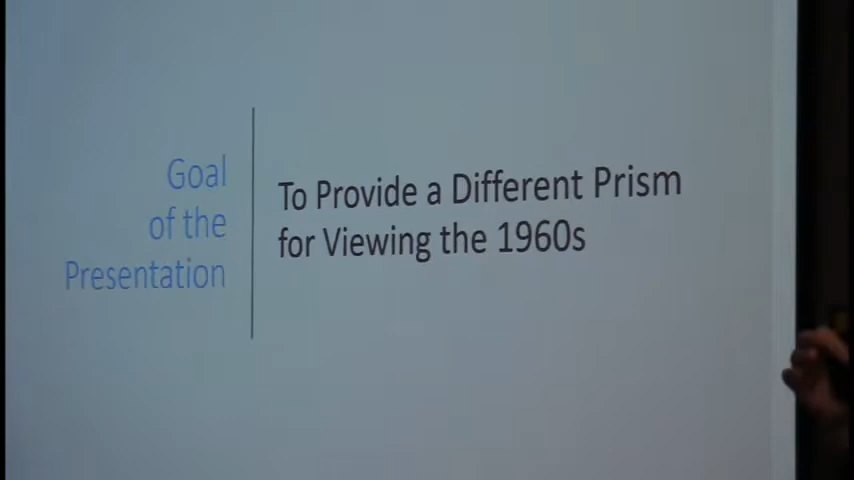 Goal
of the
Presentation
To Provide a Different Prism
for Viewing the 1960s